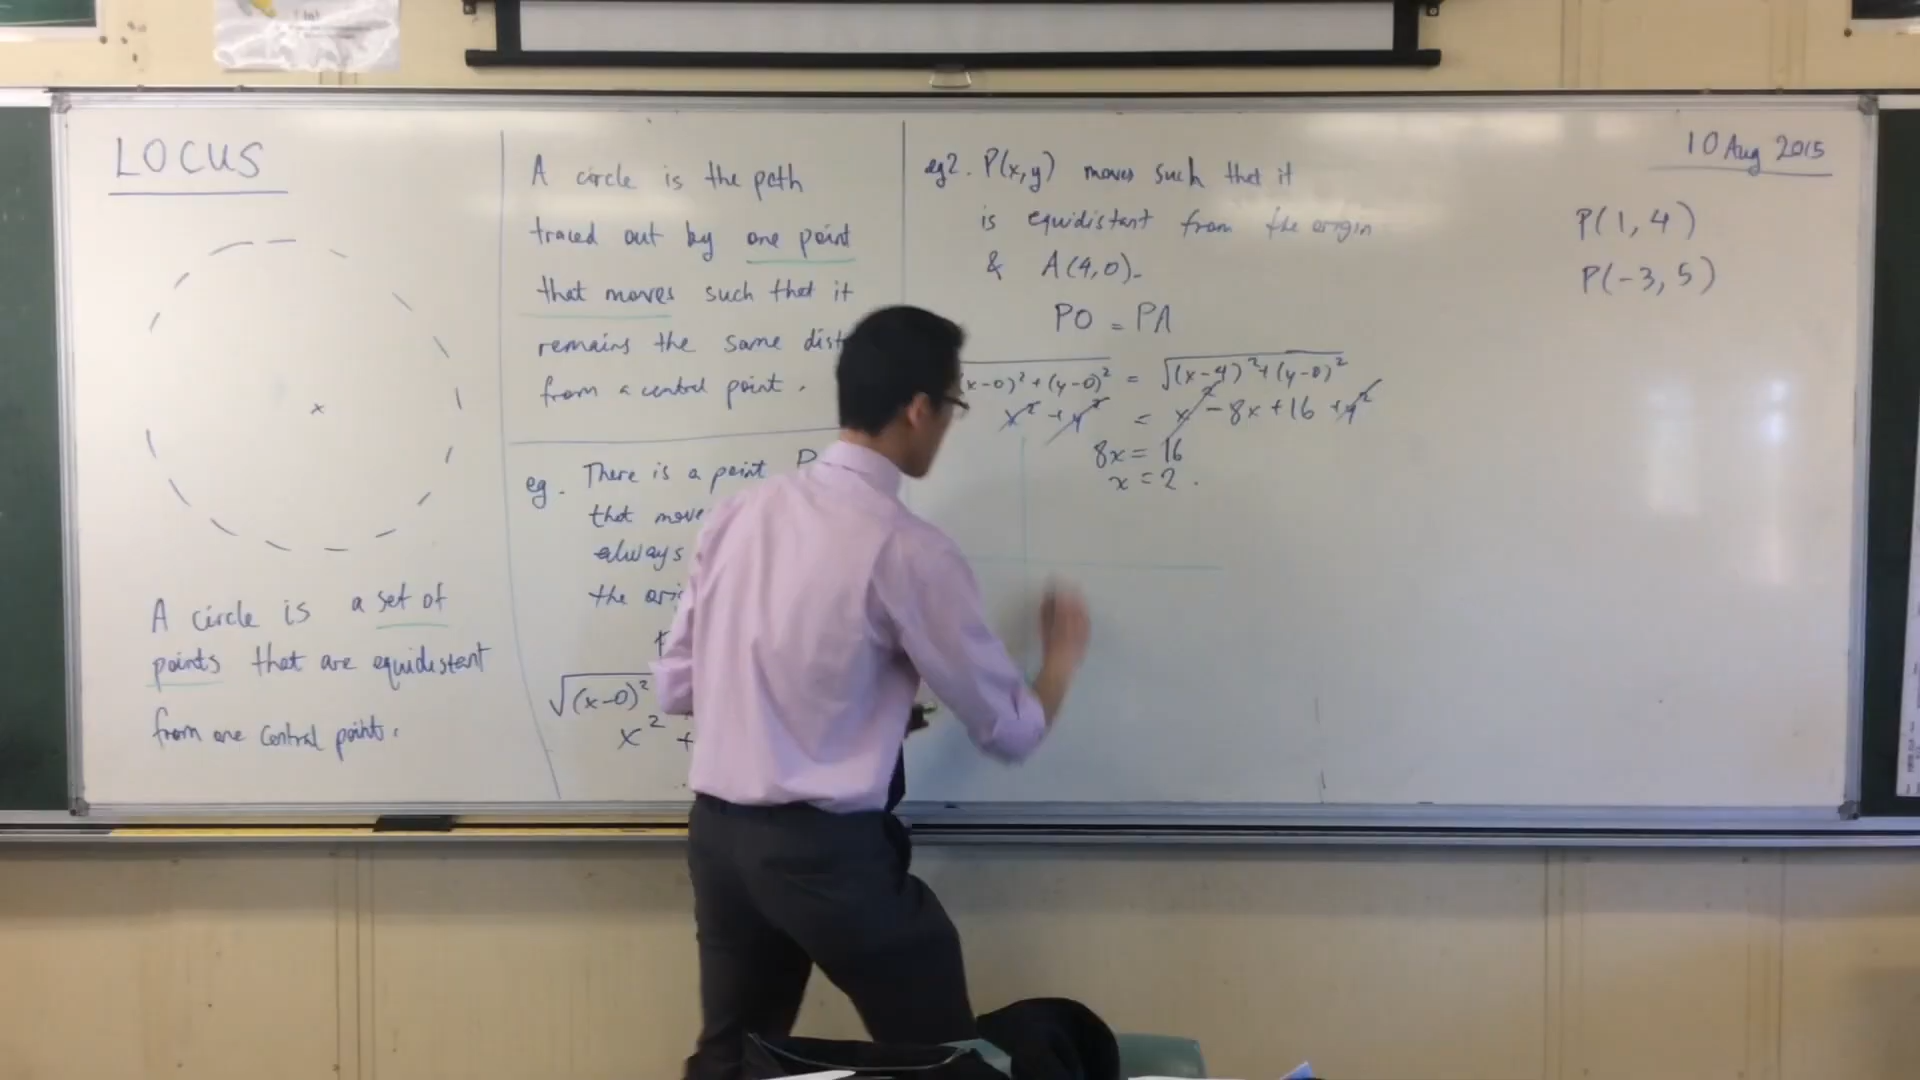 LOCUS
A circle is a set of
points that are equidistant
from one central point.
A circle is the path
traced out by one point
that moves such that it
remains the same dist
from a central point.
eg. There is a point P
that move
always
the ori
√(x-0)²
x² +
eg2. P(x,y) moves such that it
is equidistant from the origin
& A(4,0).
PO = PA
(x-0)² + (y-0)² = √(x-4)² + (y-0)²
x² + y² = x² - 8x + 16 + y²
8x = 16
x = 2.
10 Aug 2015
P(1, 4)
P(-3, 5)